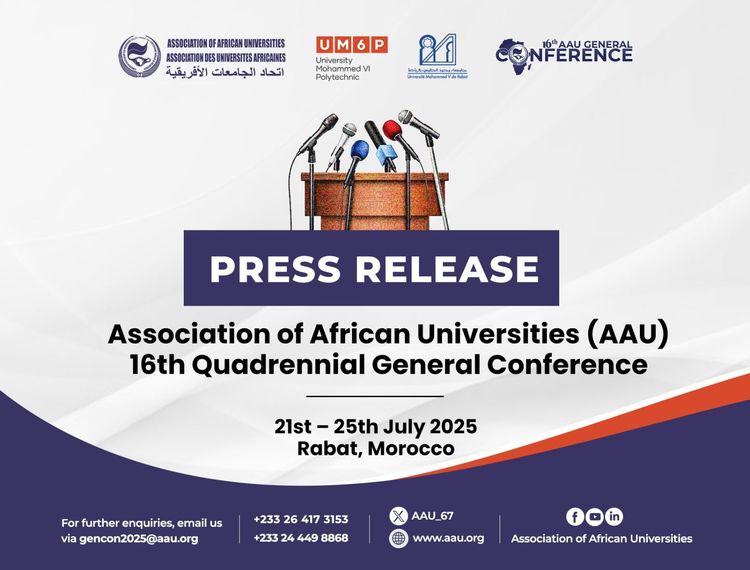 ASSOCIATION OF AFRICAN UNIVERSITIES
ASSOCIATION DES UNIVERSITES AFRICAINES
اتحاد الجامعات الأفريقية
UM6P
University
Mohammed VI
Polytechnic
Université Mohammed V de Rabat
16th AAU GENERAL
CONFERENCE
PRESS RELEASE
Association of African Universities (AAU)
16th Quadrennial General Conference
21st – 25th July 2025
Rabat, Morocco
For further enquiries, email us
via gencon2025@aau.org
+233 26 417 3153
+233 24 449 8868
AAU_67
www.aau.org
Association of African Universities